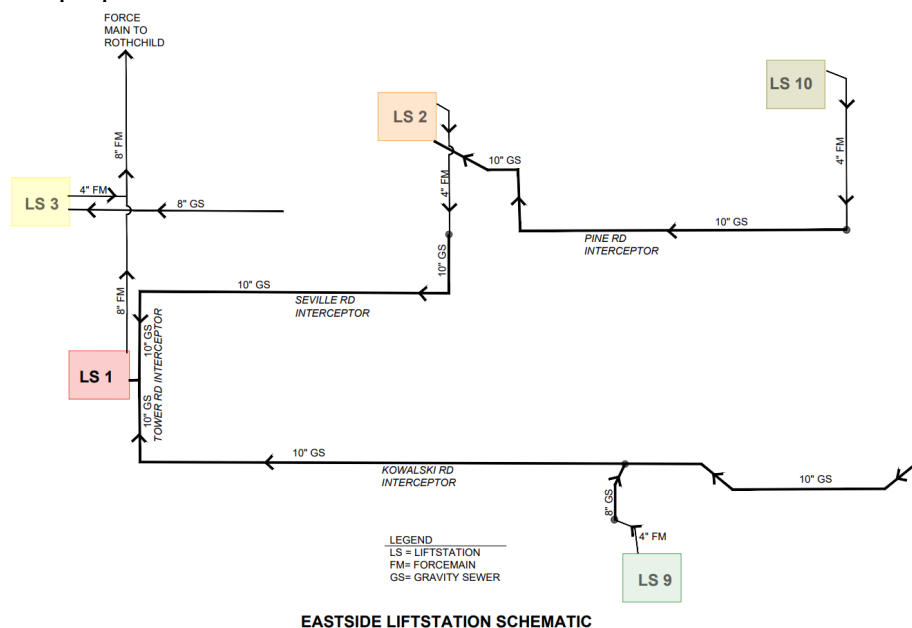 FORCE
MAIN TO
ROTHCHILD
8" FM
LS 3
4" FM
8" GS
8" FM
LS 1
10" GS
10" GS
TOWER RD INTERCEPTOR
10" GS
SEVILLE RD
INTERCEPTOR
10" GS
LS 2
4" FM
10" GS
10" GS
PINE RD
INTERCEPTOR
LS 10
4" FM
10" GS
KOWALSKI RD
INTERCEPTOR
10" GS
8" GS
4" FM
LS 9
LEGEND
LS = LIFTSTATION
FM= FORCEMAIN
GS= GRAVITY SEWER
EASTSIDE LIFTSTATION SCHEMATIC